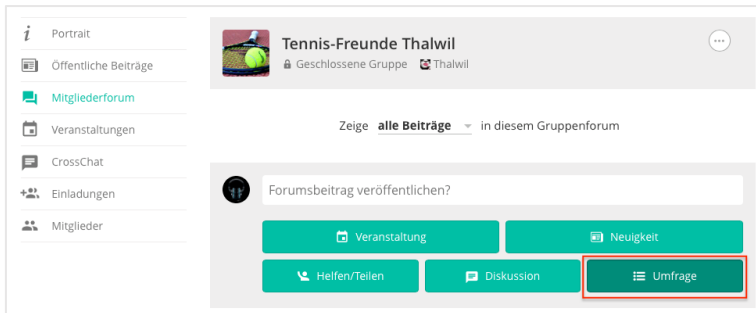 Portrait
Öffentliche Beiträge
Mitgliederforum
Veranstaltungen
CrossChat
Einladungen
Mitglieder
Tennis-Freunde Thalwil
Geschlossene Gruppe Thalwil
Zeige alle Beiträge in diesem Gruppenforum
Forumsbeitrag veröffentlichen?
Veranstaltung Neuigkeit
Helfen/Teilen Diskussion Umfrage